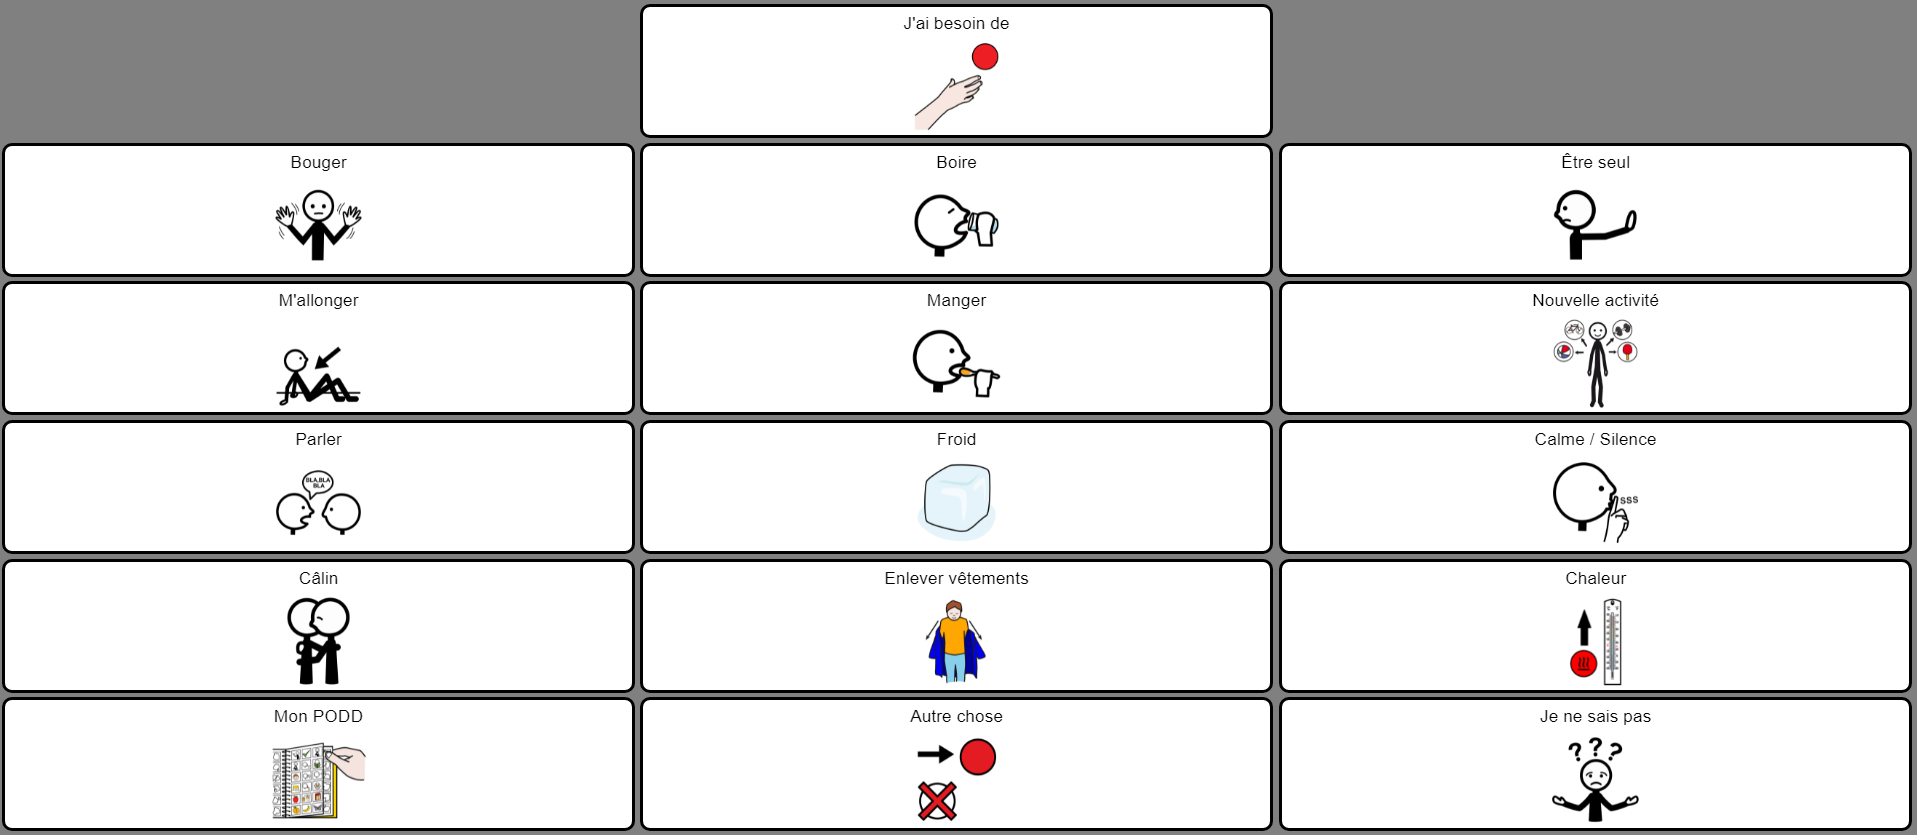 J'ai besoin de
Bouger
Boire
Être seul
M'allonger
Manger
Nouvelle activité
Parler
BLA,BLA
BLA
Froid
Calme / Silence
sss
Câlin
Enlever vêtements
Chaleur
Mon PODD
Autre chose
Je ne sais pas
? ? ?